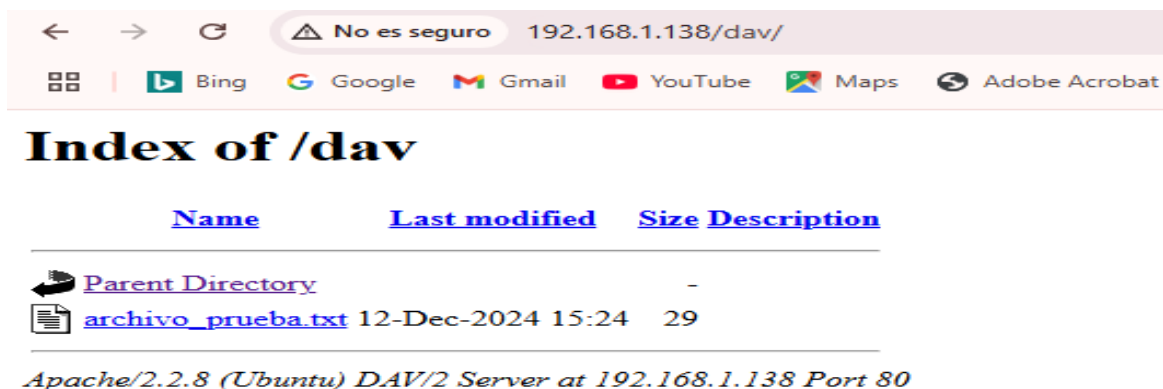 No es seguro 192.168.1.138/dav/
Bing Google Gmail YouTube Maps Adobe Acrobat
Index of /dav
Name Last modified Size Description
Parent Directory -
archivo_prueba.txt 12-Dec-2024 15:24 29
Apache/2.2.8 (Ubuntu) DAV/2 Server at 192.168.1.138 Port 80